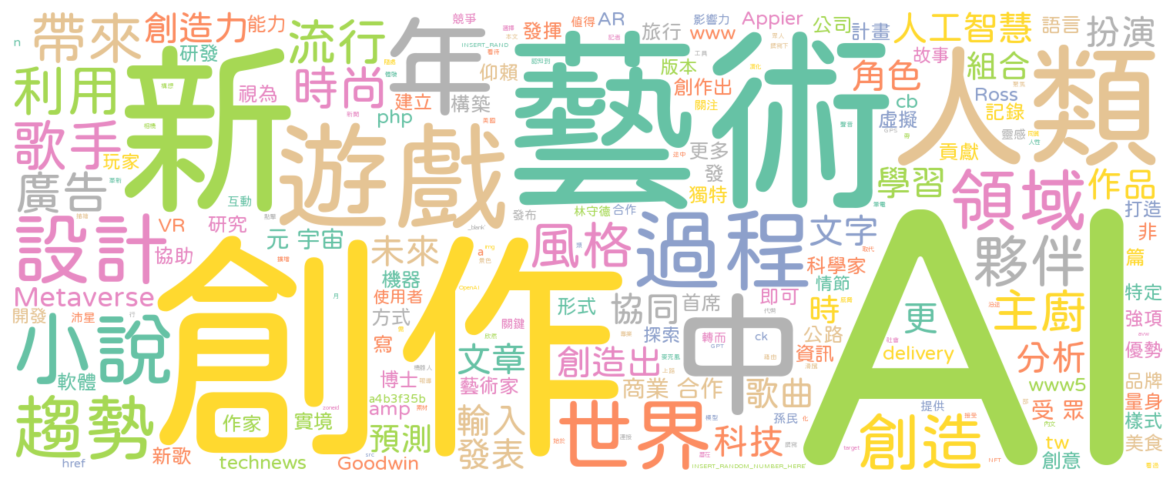 帶來
創造力
能力
流行
年
發揮
值得
AR
旅行
影響力
www
Appier
公司
計畫
人工智慧
語言
扮演
競爭
研發
利用
新
時尚
視為
建立
php
仰賴
構築
INSERT_RAND
藝術
版本
創作出
關注
角色
故事
組合
cb
Ross
記錄
虛擬
靈感
貢獻
人類
歌手
玩家
遊戲
廣告
互動
更多
發
獨特
學習
領域
作品
打造
非
設計
VR
研究
元宇宙
協助
發布
林守德
合作
風格
過程
文字
科學家
情節
夥伴
篇
未來
機器
a
使用者
方式
Metaverse
開發
沛星
形式
協同
首席
即可
時
主廚
更
特定
強項
優勢
小說
軟體
寫
關鍵
文章
探索
創造出
中
轉而
GPT
ck
公路
資訊
AI
delivery
分析
www5
品牌
創作
博士
藝術家
商業
合作
歌曲
受眾
量身
樣式
趨勢
作家
實境
a4b3f35b
amp
預測
輸入
發表
世界
科技
孫民
提供
創造
tw
創意
美食
href
新歌
technews
Goodwin
INSERT_RANDOM_NUMBER_HERE
target
NFT